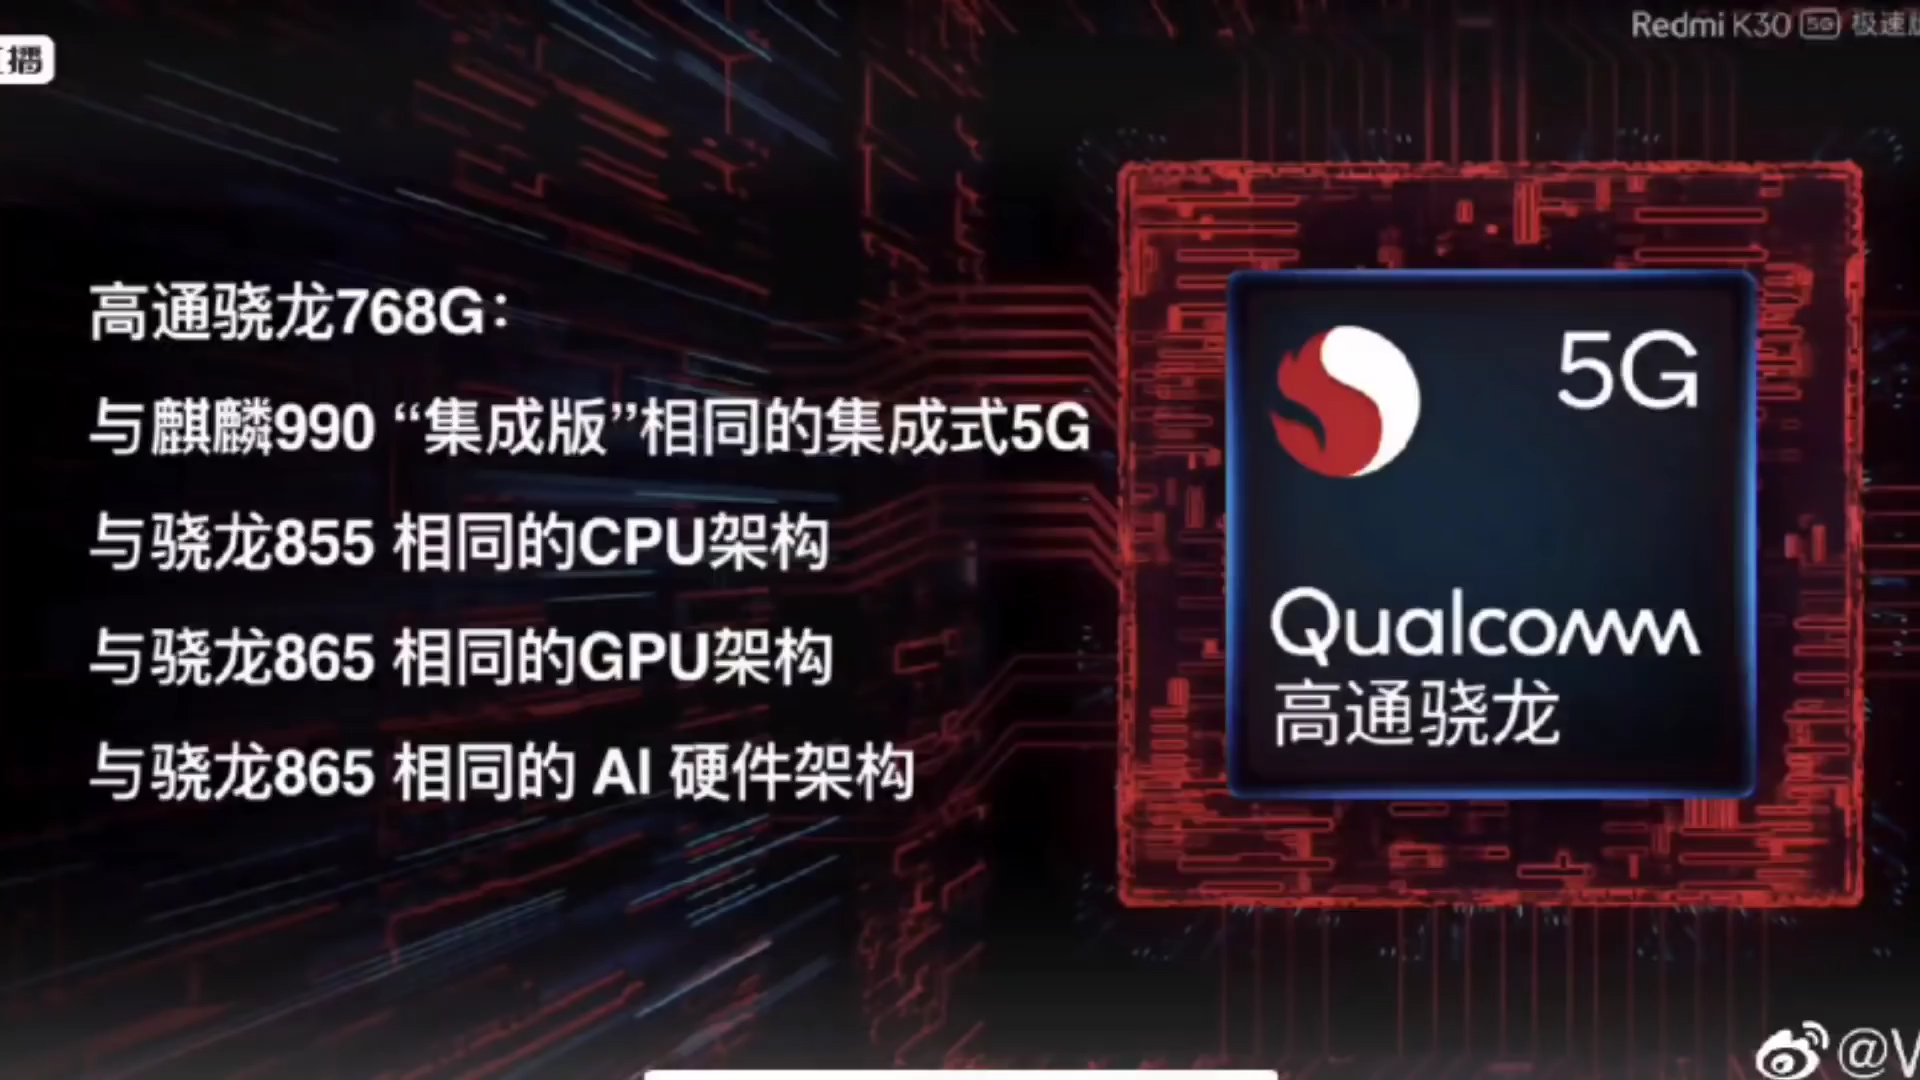 Redmi K30 5G 极速
播
高通骁龙768G：
与麒麟990 “集成版”相同的集成式5G
与骁龙855 相同的CPU架构
与骁龙865 相同的GPU架构
与骁龙865 相同的 AI 硬件架构
5G
Qualcomm
高通骁龙
@V